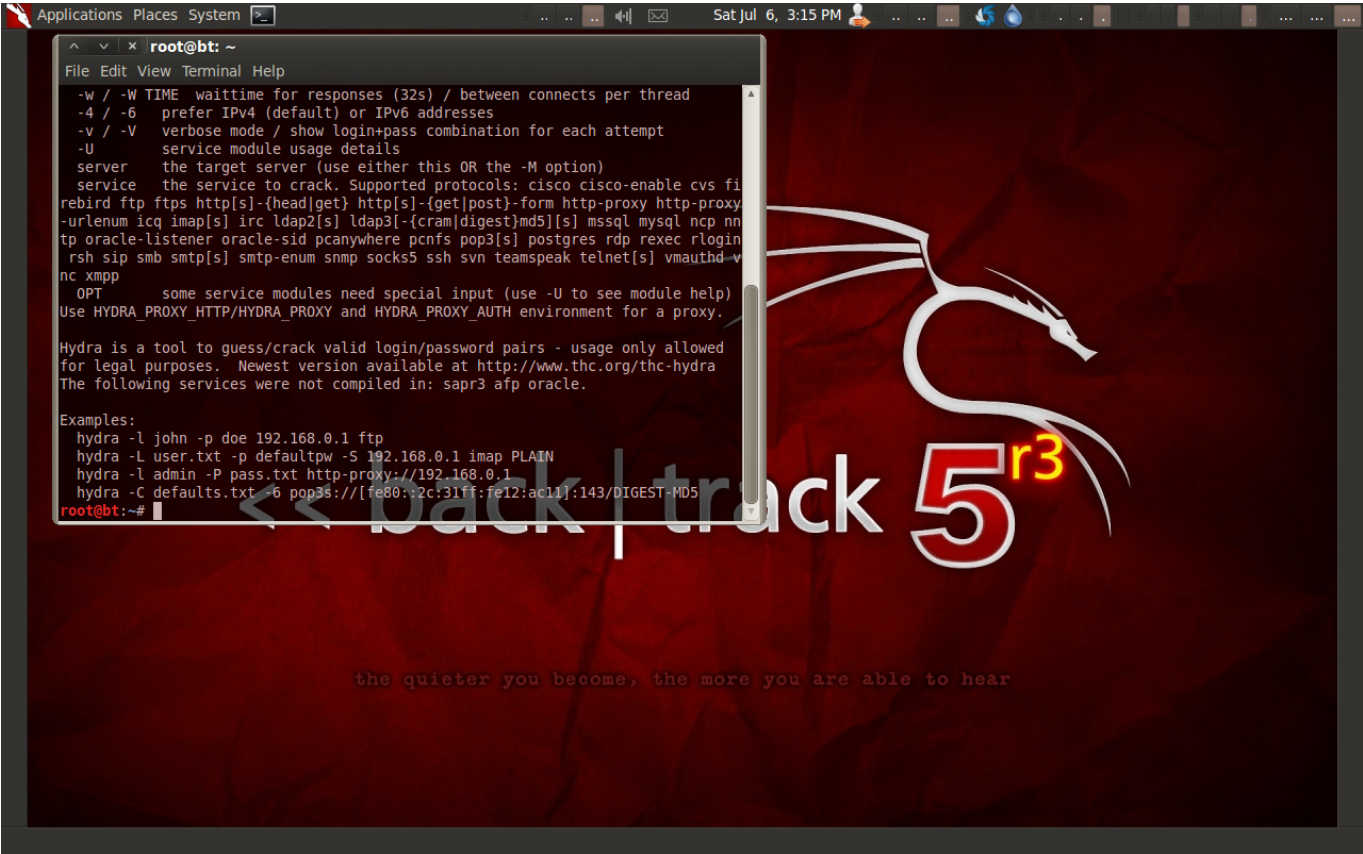 Applications Places System
Sat Jul 6, 3:15 PM
root@bt: ~
File Edit View Terminal Help
-w / -W TIME waittime for responses (32s) / between connects per thread
-4 / -6 prefer IPv4 (default) or IPv6 addresses
-v / -V verbose mode / show login+pass combination for each attempt
-U service module usage details
server the target server (use either this OR the -M option)
service the service to crack. Supported protocols: cisco cisco-enable cvs fi
rebird ftp ftps http[s]-{head|get} http[s]-{get|post}-form http-proxy http-proxy
-urlenum icq imap[s] irc ldap2[s] ldap3[-{cram|digest}md5][s] mssql mysql ncp nn
tp oracle-listener oracle-sid pcanywhere pcnfs pop3[s] postgres rdp rexec rlogin
rsh sip smb smtp[s] smtp-enum snmp socks5 ssh svn teamspeak telnet[s] vmauthd v
nc xmpp
OPT some service modules need special input (use -U to see module help)
Use HYDRA_PROXY_HTTP/HYDRA_PROXY and HYDRA_PROXY_AUTH environment for a proxy.
Hydra is a tool to guess/crack valid login/password pairs - usage only allowed
for legal purposes. Newest version available at http://www.thc.org/thc-hydra
The following services were not compiled in: sapr3 afp oracle.
Examples:
hydra -l john -p doe 192.168.0.1 ftp
hydra -L user.txt -p defaultpw -S 192.168.0.1 imap PLAIN
hydra -l admin -P pass.txt http-proxy://192.168.0.1
hydra -C defaults.txt -6 pop3s://[fe80::2c:31ff:fe12:ac11]:143/DIGEST-MD5
root@bt:~#
<< back | track 5 r3
the quieter you become, the more you are able to hear